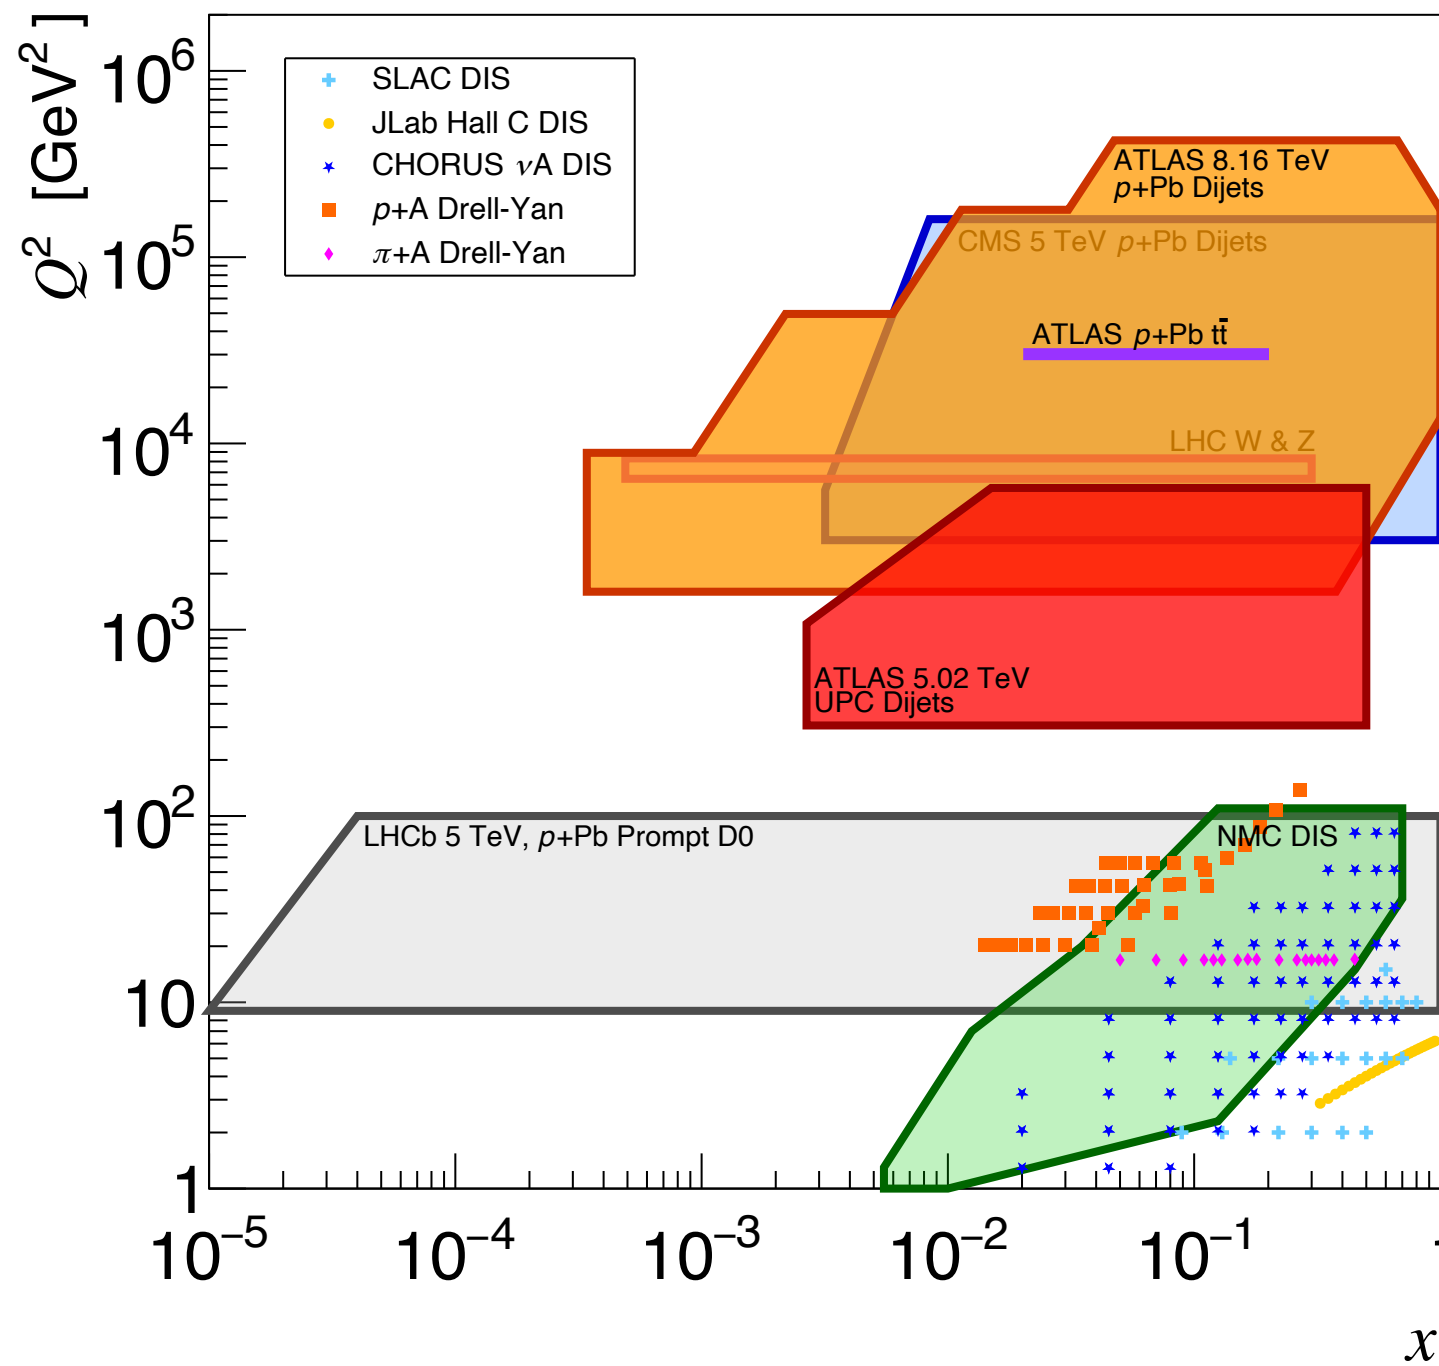 Q² [GeV²]
10⁶
10⁵
10⁴
10³
10²
10
1
SLAC DIS
JLab Hall C DIS
CHORUS νA DIS
p+A Drell-Yan
π+A Drell-Yan
ATLAS 8.16 TeV
p+Pb Dijets
CMS 5 TeV p+Pb Dijets
ATLAS p+Pb tt̄
LHC W & Z
ATLAS 5.02 TeV
UPC Dijets
LHCb 5 TeV, p+Pb Prompt D0
NMC DIS
10⁻⁵
10⁻⁴
10⁻³
10⁻²
10⁻¹
x